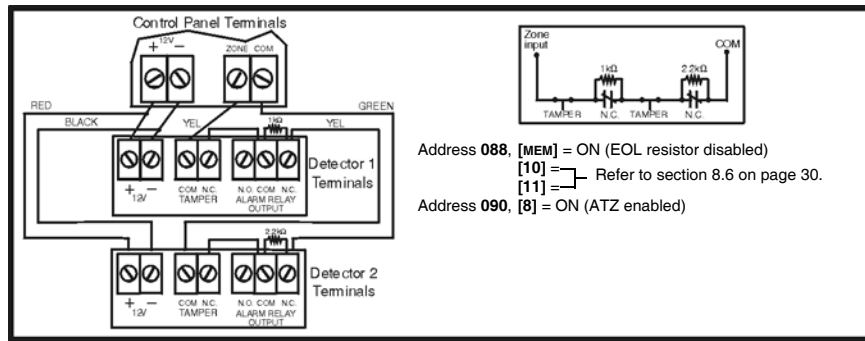 Control Panel Terminals
+ 12V –
ZONE COM
RED
GREEN
BLACK
YEL
1kΩ
YEL
Detector 1
Terminals
+ 12V –
COM N.C.
TAMPER
N.O. COM N.C.
ALARM RELAY
OUTPUT
2.2kΩ
Detector 2
Terminals
+ 12V –
COM N.C.
TAMPER
N.O. COM N.C.
ALARM RELAY
OUTPUT
Zone
input
COM
1kΩ
2.2kΩ
TAMPER N.C. TAMPER N.C.
Address 088, [MEM] = ON (EOL resistor disabled)
[10] =
[11] =
Refer to section 8.6 on page 30.
Address 090, [8] = ON (ATZ enabled)